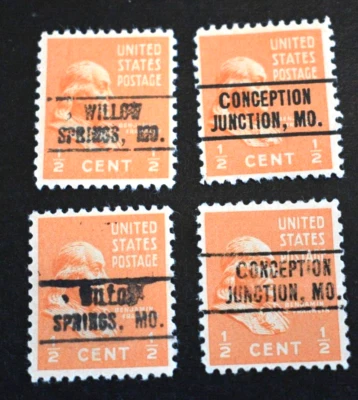 UNITED
STATES
POSTAGE
WILLOW
SPRINGS, MO.
1/2 CENT 1/2
UNITED
STATES
POSTAGE
CONCEPTION
JUNCTION, MO.
1/2 CENT 1/2
UNITED
STATES
POSTAGE
SPRINGS, MO.
BENJAMIN
1/2 CENT 1/2
UNITED
STATES
POSTAGE
CONCEPTION
JUNCTION, MO.
BENJAMIN
1/2 CENT 1/2